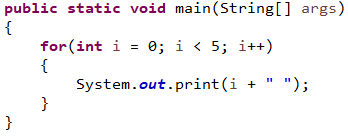 public static void main(String[] args)
{
    for(int i = 0; i < 5; i++)
    {
        System.out.print(i + " ");
    }
}